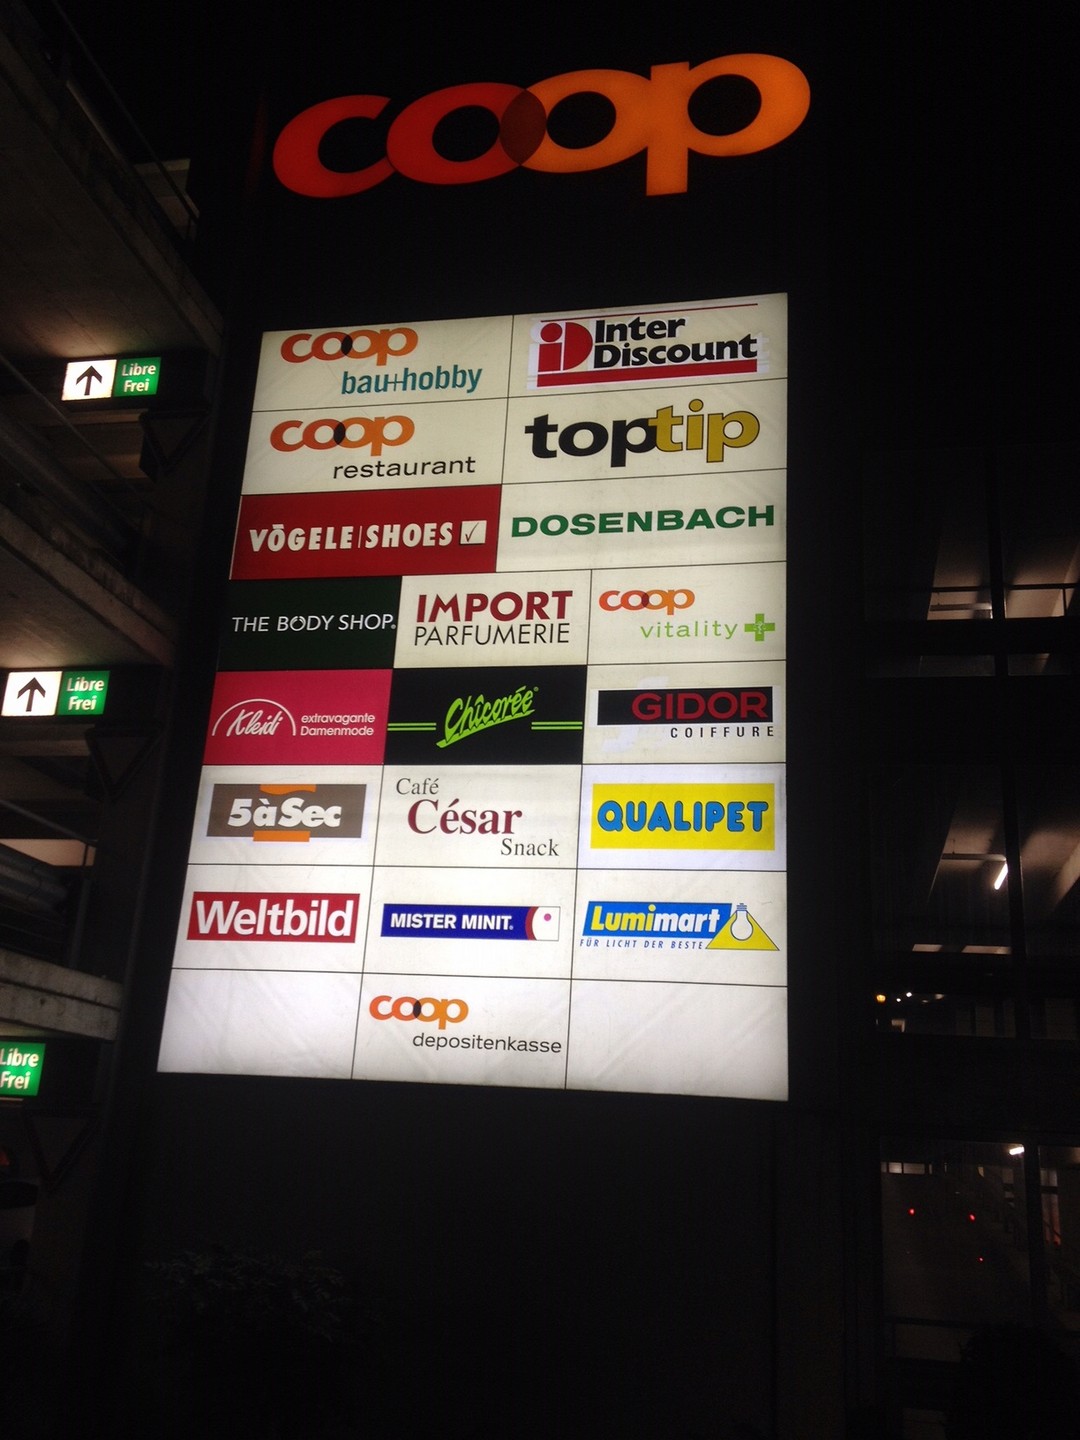 coop
coop
bau+hobby
iD Inter
Discount
coop
restaurant
toptip
VÖGELE SHOES
DOSENBACH
THE BODY SHOP®
IMPORT
PARFUMERIE
coop
vitality
Kleidi
extravagante
Damenmode
Chicorée®
GIDOR
COIFFURE
5àSec
Café
César
Snack
QUALIPET
Weltbild
MISTER MINIT®
Lumimart
FÜR LICHT DER BESTE
coop
depositenkasse
Libre
Frei
Libre
Frei
Libre
Frei